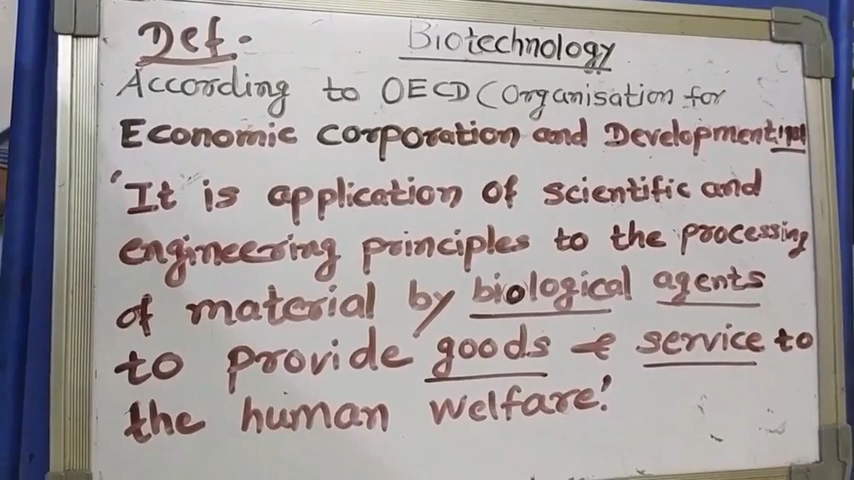 Def. Biotechnology
According to OECD (Organisation for
Economic corporation and Development
'It is application of scientific and
engineering principles to the processing
of material by biological agents
to provide goods & service to
the human welfare.'